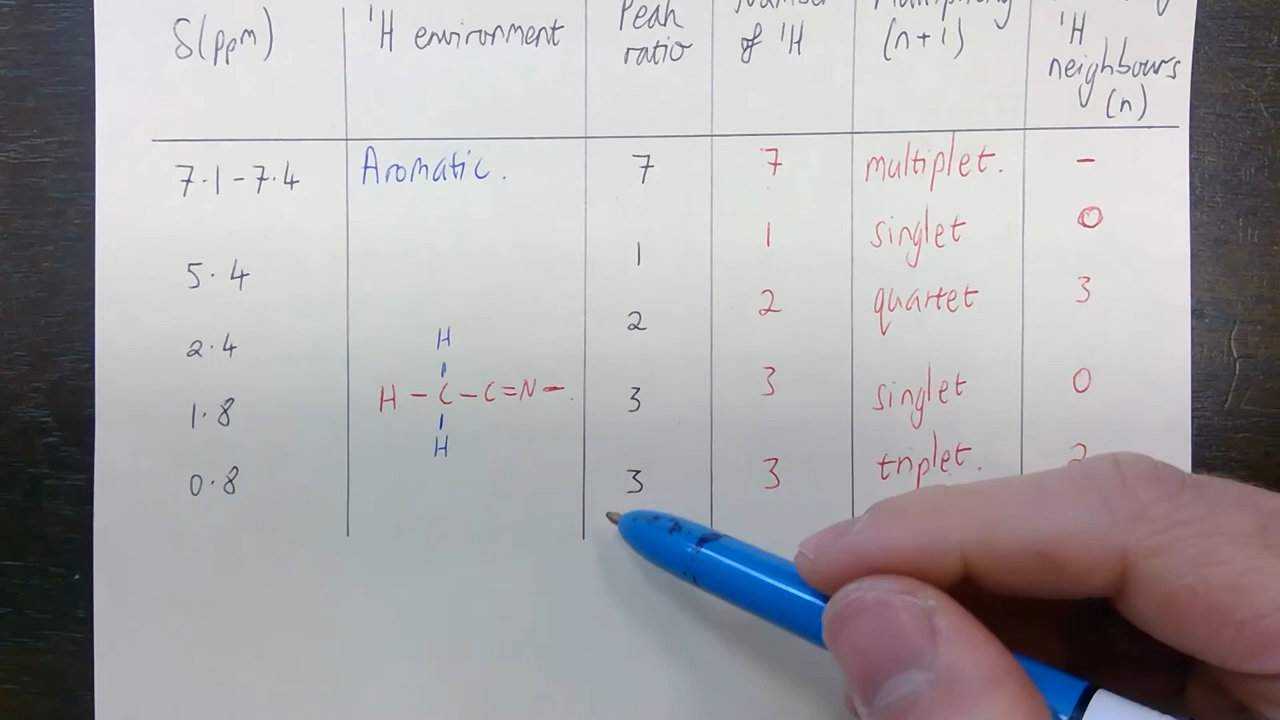 δ(ppm) ¹H environment Peak ratio Number of ¹H (n+1) ¹H neighbours (n)
7.1-7.4 Aromatic. 7 7 multiplet. -
5.4 1 1 singlet 0
2.4 2 2 quartet 3
H
1.8 H-C-C=N- 3 3 singlet 0
H
0.8 3 3 triplet.